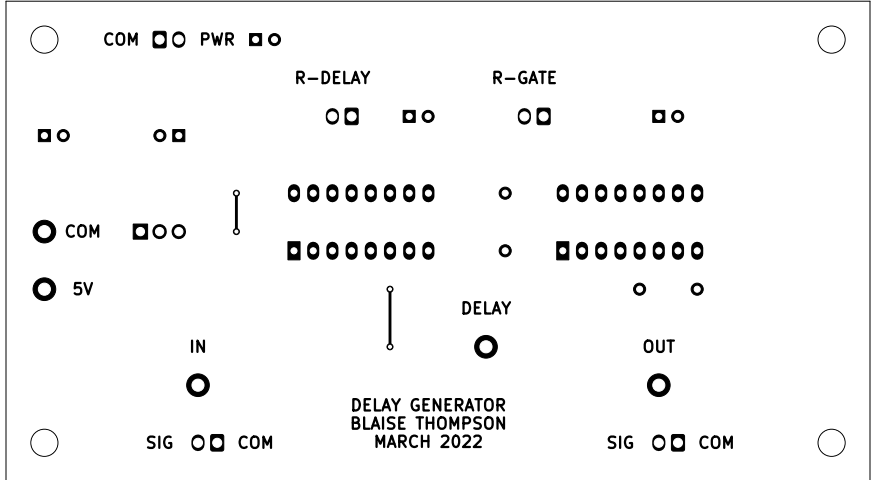 COM PWR
R-DELAY R-GATE
COM
5V
DELAY
IN OUT
DELAY GENERATOR
BLAISE THOMPSON
MARCH 2022
SIG COM SIG COM